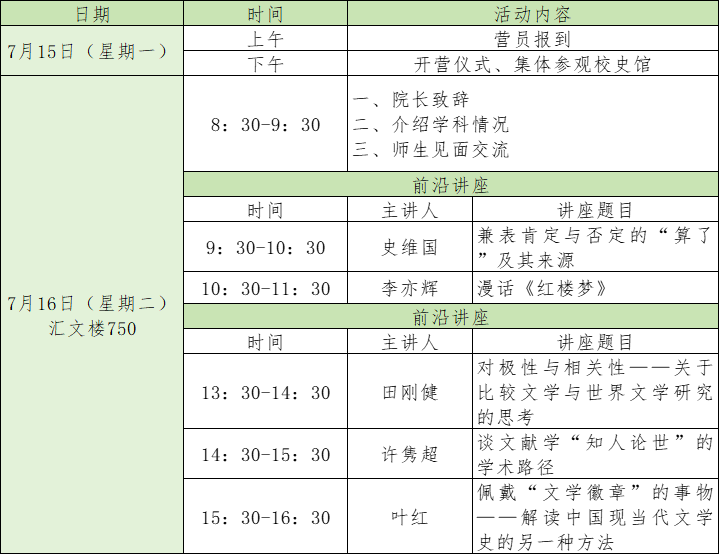 日期 时间 活动内容
7月15日（星期一） 上午 营员报到
下午 开营仪式、集体参观校史馆
7月16日（星期二）
汇文楼750
8：30-9：30
一、院长致辞
二、介绍学科情况
三、师生见面交流
前沿讲座
时间 主讲人 讲座题目
9：30-10：30 史维国 兼表肯定与否定的“算了
”及其来源
10：30-11：30 李亦辉 漫话《红楼梦》
前沿讲座
时间 主讲人 讲座题目
13：30-14：30 田刚健 对极性与相关性——关于
比较文学与世界文学研究
的思考
14：30-15：30 许隽超 谈文献学“知人论世”的
学术路径
15：30-16：30 叶红 佩戴“文学徽章”的事物
——解读中国现当代文学
史的另一种方法